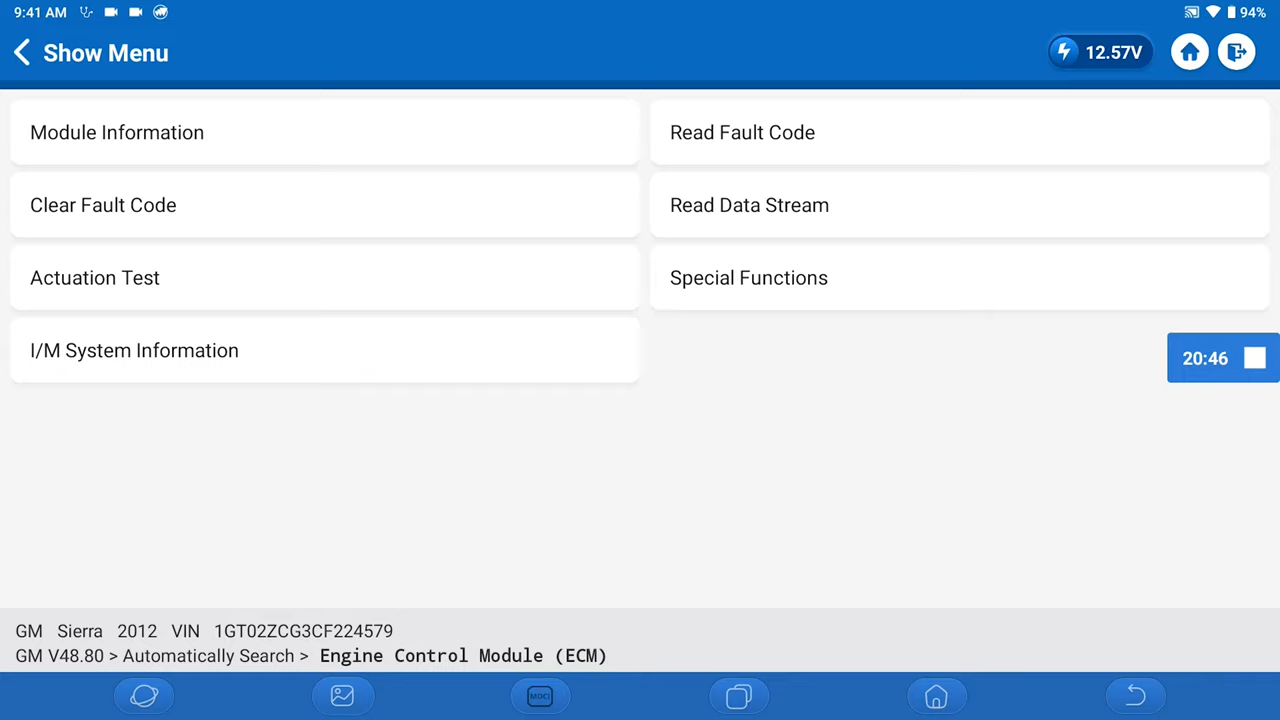 9:41 AM 94%
Show Menu 12.57V
Module Information
Read Fault Code
Clear Fault Code
Read Data Stream
Actuation Test
Special Functions
I/M System Information
20:46
GM Sierra 2012 VIN 1GT02ZCG3CF224579
GM V48.80 > Automatically Search > Engine Control Module (ECM)
MDCI